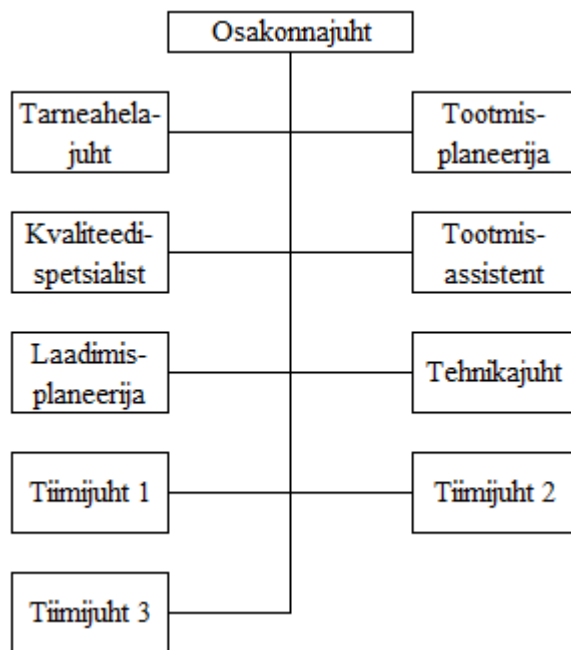 Osakonnajuht
Tarneahela-
juht
Tootmis-
planeerija
Kvaliteedi-
spetsialist
Tootmis-
assistent
Laadimis-
planeerija
Tehnikajuht
Tiimijuht 1
Tiimijuht 2
Tiimijuht 3